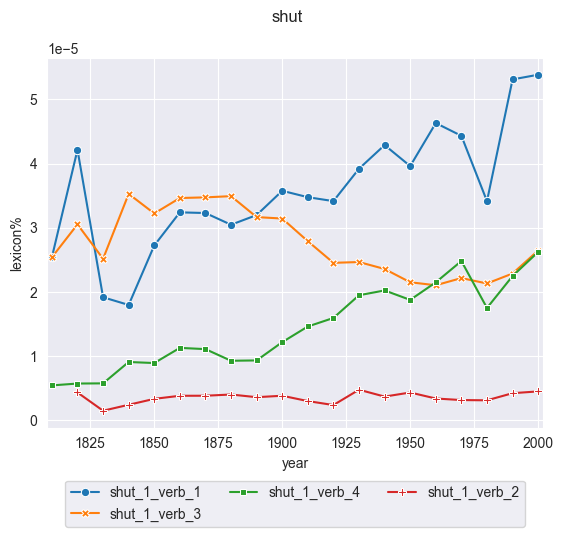 shut
1e−5
5
4
3
2
1
0
lexicon%
1825 1850 1875 1900 1925 1950 1975 2000
year
shut_1_verb_1 shut_1_verb_4 shut_1_verb_2
shut_1_verb_3